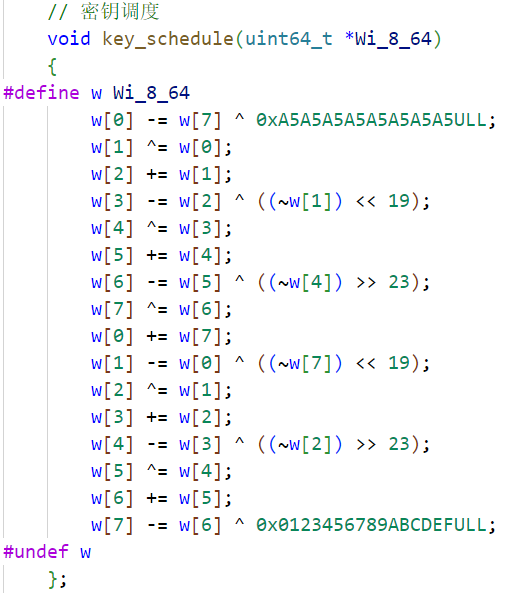 // 密钥调度
void key_schedule(uint64_t *Wi_8_64)
{
#define w Wi_8_64
w[0] -= w[7] ^ 0xA5A5A5A5A5A5A5A5ULL;
w[1] ^= w[0];
w[2] += w[1];
w[3] -= w[2] ^ ((~w[1]) << 19);
w[4] ^= w[3];
w[5] += w[4];
w[6] -= w[5] ^ ((~w[4]) >> 23);
w[7] ^= w[6];
w[0] += w[7];
w[1] -= w[0] ^ ((~w[7]) << 19);
w[2] ^= w[1];
w[3] += w[2];
w[4] -= w[3] ^ ((~w[2]) >> 23);
w[5] ^= w[4];
w[6] += w[5];
w[7] -= w[6] ^ 0x0123456789ABCDEFULL;
#undef w
};